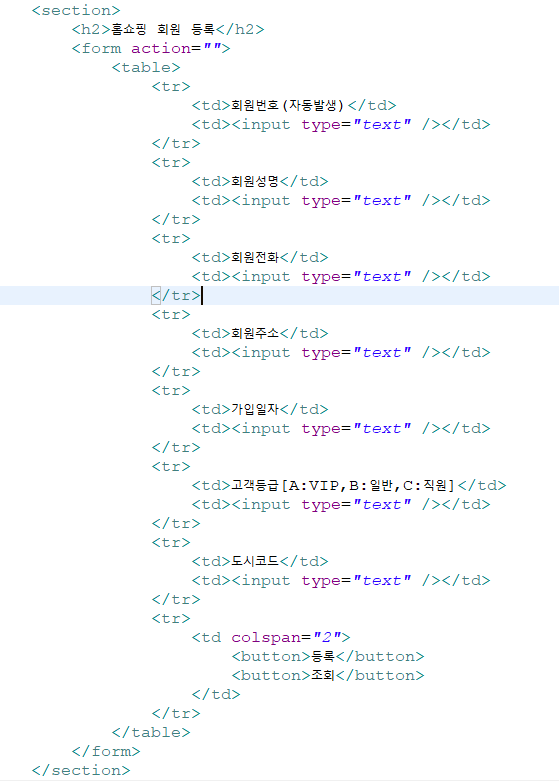 <section>
<h2>홈쇼핑 회원 등록</h2>
<form action="">
<table>
<tr>
<td>회원번호(자동발생)</td>
<td><input type="text" /></td>
</tr>
<tr>
<td>회원성명</td>
<td><input type="text" /></td>
</tr>
<tr>
<td>회원전화</td>
<td><input type="text" /></td>
</tr>
<tr>
<td>회원주소</td>
<td><input type="text" /></td>
</tr>
<tr>
<td>가입일자</td>
<td><input type="text" /></td>
</tr>
<tr>
<td>고객등급[A:VIP,B:일반,C:직원]</td>
<td><input type="text" /></td>
</tr>
<tr>
<td>도시코드</td>
<td><input type="text" /></td>
</tr>
<tr>
<td colspan="2">
<button>등록</button>
<button>조회</button>
</td>
</tr>
</table>
</form>
</section>